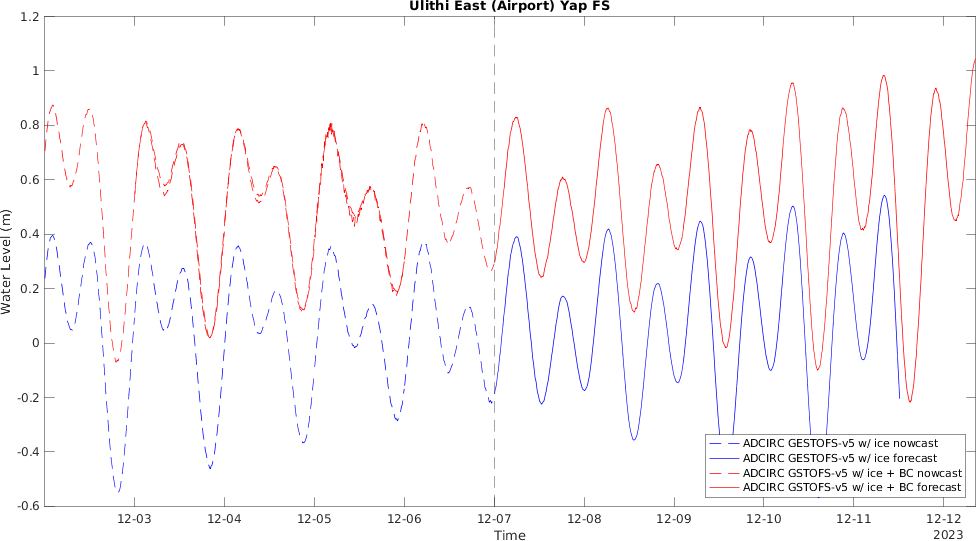 Ulithi East (Airport) Yap FS
1.2
1
0.8
0.6
0.4
0.2
0
-0.2
-0.4
-0.6
Water Level (m)
ADCIRC GESTOFS-v5 w/ ice nowcast
ADCIRC GESTOFS-v5 w/ ice forecast
ADCIRC GSTOFS-v5 w/ ice + BC nowcast
ADCIRC GSTOFS-v5 w/ ice + BC forecast
12-03 12-04 12-05 12-06 12-07 12-08 12-09 12-10 12-11 12-12
Time
2023